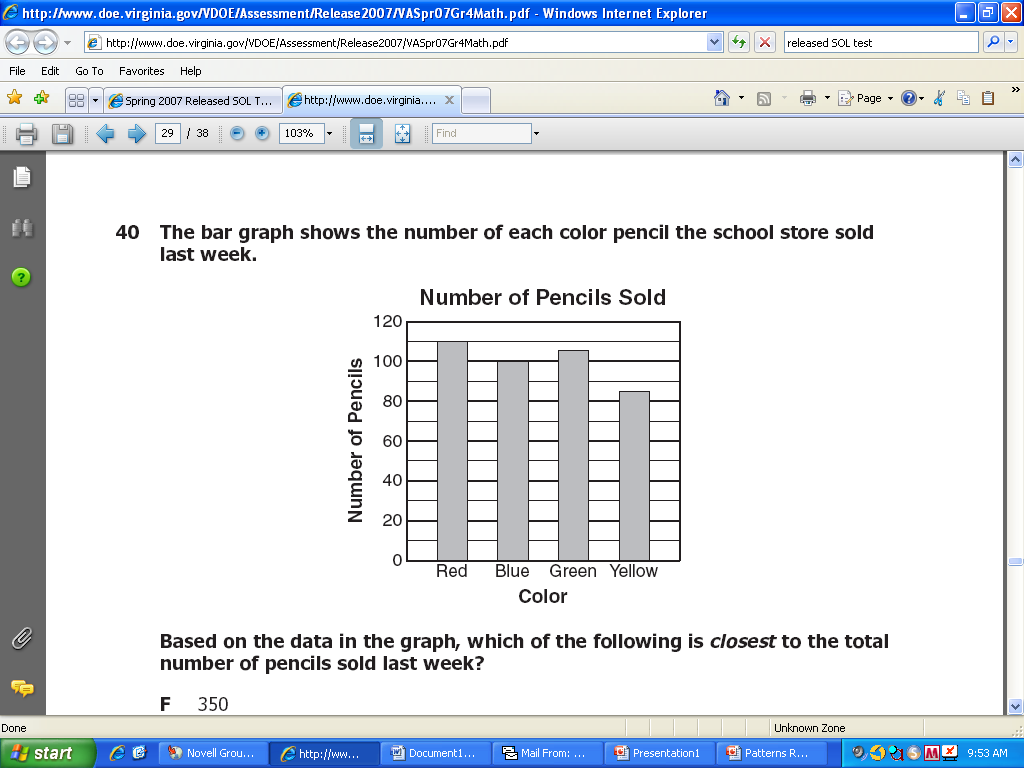 http://www.doe.virginia.gov/VDOE/Assessment/Release2007/VASpr07Gr4Math.pdf - Windows Internet Explorer
http://www.doe.virginia.gov/VDOE/Assessment/Release2007/VASpr07Gr4Math.pdf released SOL test
File Edit Go To Favorites Help
Spring 2007 Released SOL T... http://www.doe.virginia.... Page
29 / 38 103% Find
40 The bar graph shows the number of each color pencil the school store sold
last week.
Number of Pencils Sold
Number of Pencils
120
100
80
60
40
20
0
Red Blue Green Yellow
Color
Based on the data in the graph, which of the following is closest to the total
number of pencils sold last week?
F 350
Done Unknown Zone
start Novell Grou... http://ww... Document1... Mail From: ... Presentation1 Patterns R... 9:53 AM